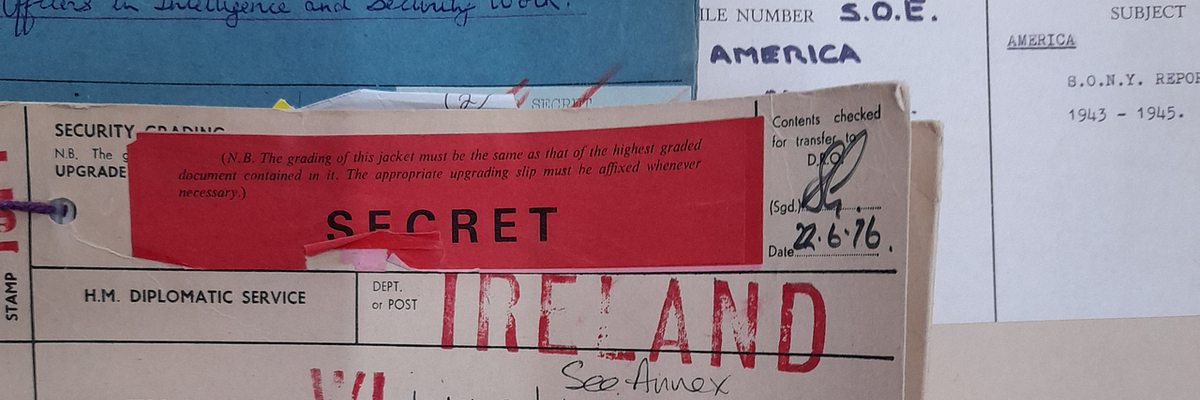 Officers in Intelligence and Security Work.
(2)
SECRET
ILE NUMBER S.O.E.
AMERICA
SUBJECT
AMERICA
S.O.N.Y. REPOR
1943 - 1945.
SECURITY GRADING
N.B. The g
UPGRADE
(N.B. The grading of this jacket must be the same as that of the highest graded
document contained in it. The appropriate upgrading slip must be affixed whenever
necessary.)
SECRET
Contents checked
for transfer to
D.R.O.
(Sgd.)
Date 22.6.76.
STAMP
H.M. DIPLOMATIC SERVICE
DEPT.
or POST
IRELAND
See Annex